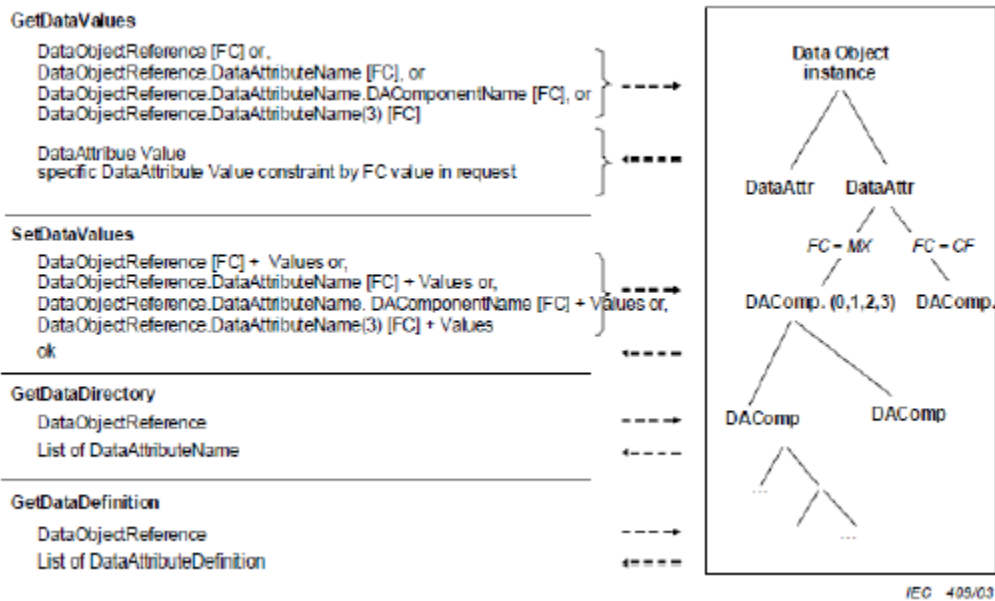 GetDataValues
DataObjectReference [FC] or,
DataObjectReference.DataAttributeName [FC], or
DataObjectReference.DataAttributeName.DAComponentName [FC], or
DataObjectReference.DataAttributeName(3) [FC]
DataAttribue Value
specific DataAttribute Value constraint by FC value in request
SetDataValues
DataObjectReference [FC] + Values or,
DataObjectReference.DataAttributeName [FC] + Values or,
DataObjectReference.DataAttributeName. DAComponentName [FC] + Values or,
DataObjectReference.DataAttributeName(3) [FC] + Values
ok
GetDataDirectory
DataObjectReference
List of DataAttributeName
GetDataDefinition
DataObjectReference
List of DataAttributeDefinition
Data Object
instance
DataAttr DataAttr
FC = MX FC = CF
DAComp. (0,1,2,3) DAComp.
DAComp DAComp
...
...
IEC 409/03